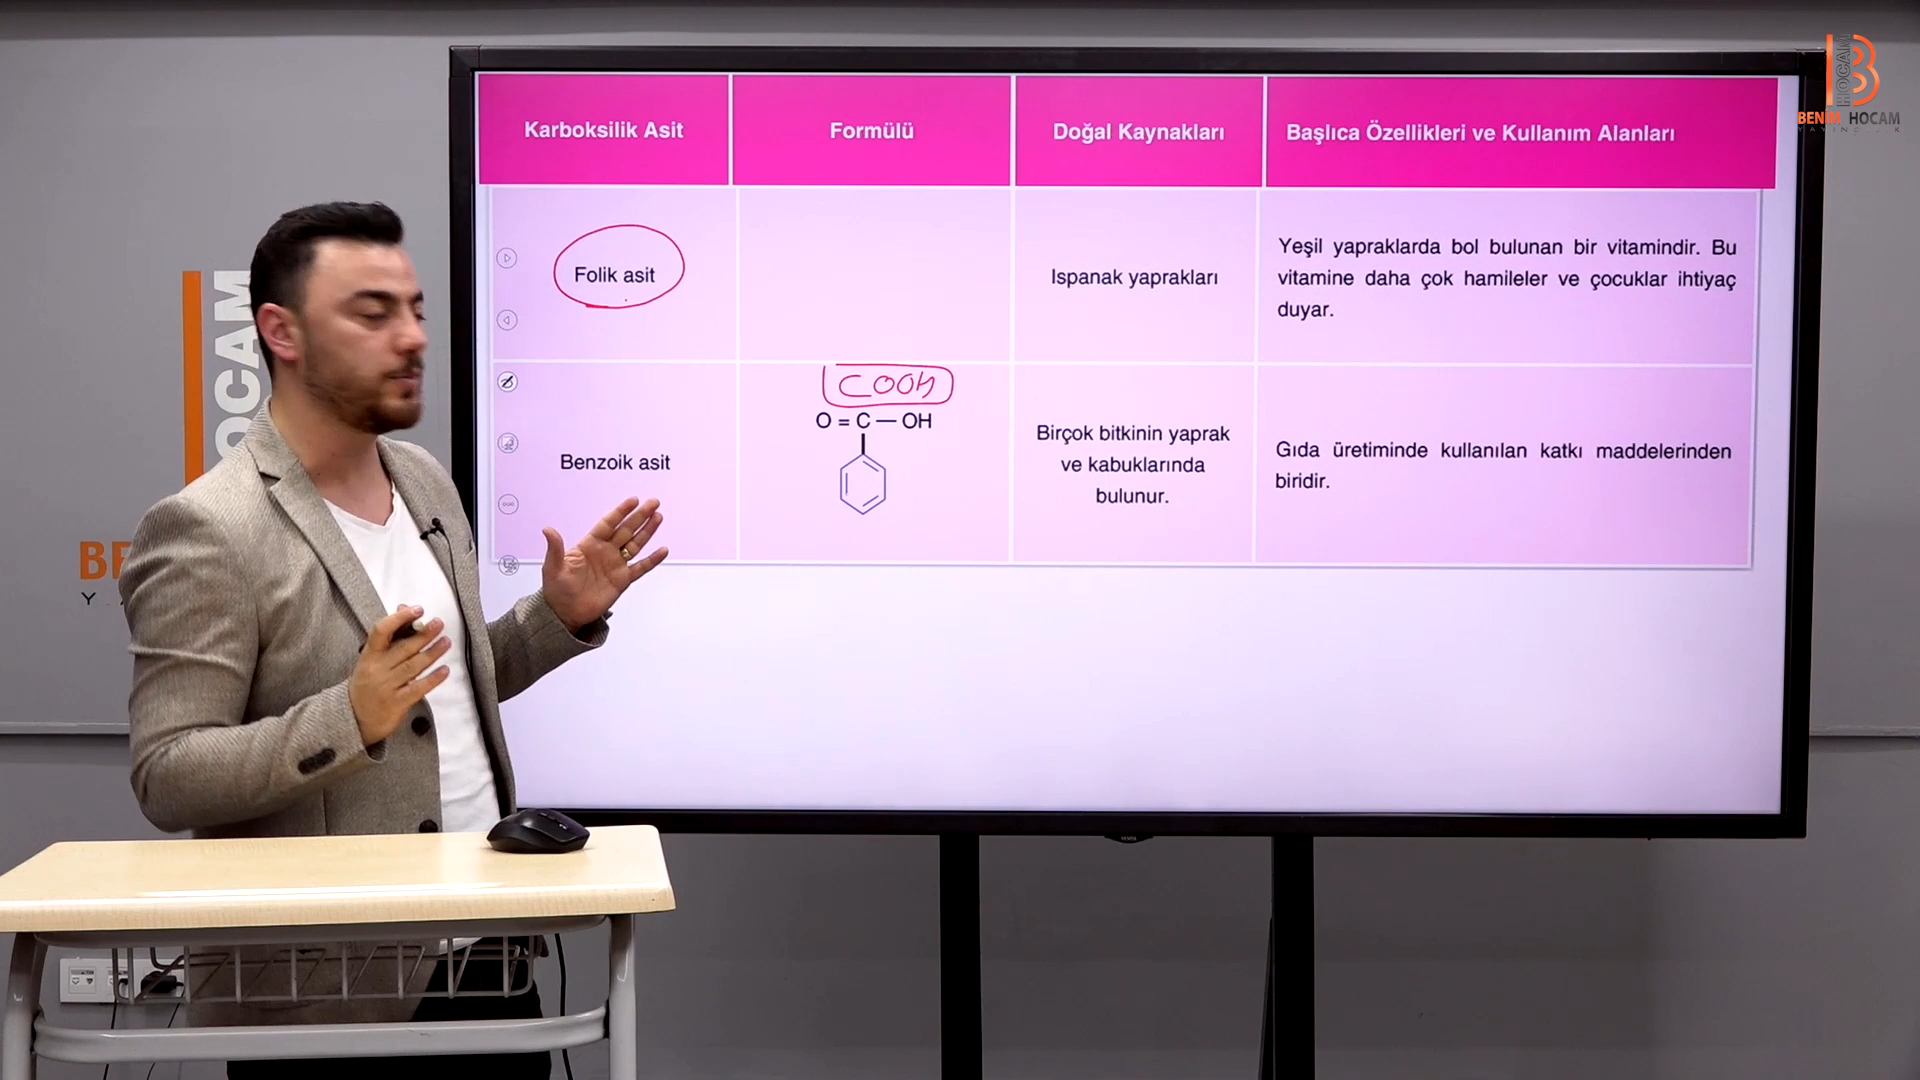 BENİM HOCAM
YAYINCILIK
HOCAM
OCAM
BE
Karboksilik Asit
Formülü
Doğal Kaynakları
Başlıca Özellikleri ve Kullanım Alanları
Folik asit
Ispanak yaprakları
Yeşil yapraklarda bol bulunan bir vitamindir. Bu
vitamine daha çok hamileler ve çocuklar ihtiyaç
duyar.
Benzoik asit
COOH
O = C — OH
Birçok bitkinin yaprak
ve kabuklarında
bulunur.
Gıda üretiminde kullanılan katkı maddelerinden
biridir.